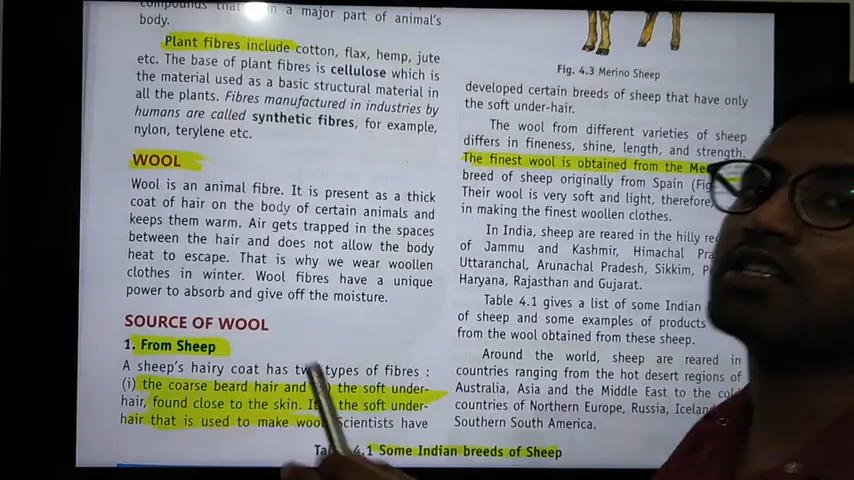 compounds that a major part of animal's
body.
Plant fibres include cotton, flax, hemp, jute
etc. The base of plant fibres is cellulose which is
the material used as a basic structural material in
all the plants. Fibres manufactured in industries by
humans are called synthetic fibres, for example,
nylon, terylene etc.
WOOL
Wool is an animal fibre. It is present as a thick
coat of hair on the body of certain animals and
keeps them warm. Air gets trapped in the spaces
between the hair and does not allow the body
heat to escape. That is why we wear woollen
clothes in winter. Wool fibres have a unique
power to absorb and give off the moisture.
SOURCE OF WOOL
1. From Sheep
A sheep's hairy coat has types of fibres :
(i) the coarse beard hair and the soft under-
hair, found close to the skin. the soft under-
hair that is used to make wool Scientists have
4.1 Some Indian breeds of Sheep
Fig. 4.3 Merino Sheep
developed certain breeds of sheep that have only
the soft under-hair.
The wool from different varieties of sheep
differs in fineness, shine, length, and strength.
The finest wool is obtained from the
breed of sheep originally from Spain
Their wool is very soft and light, therefore,
in making the finest woollen clothes.
In India, sheep are reared in the hilly
of Jammu and Kashmir, Himachal
Uttaranchal, Arunachal Pradesh, Sikkim,
Haryana, Rajasthan and Gujarat.
Table 4.1 gives a list of some Indian
of sheep and some examples of products
from the wool obtained from these sheep.
Around the world, sheep are reared in
countries ranging from the hot desert regions of
Australia, Asia and the Middle East to the cold
countries of Northern Europe, Russia,
Southern South America.